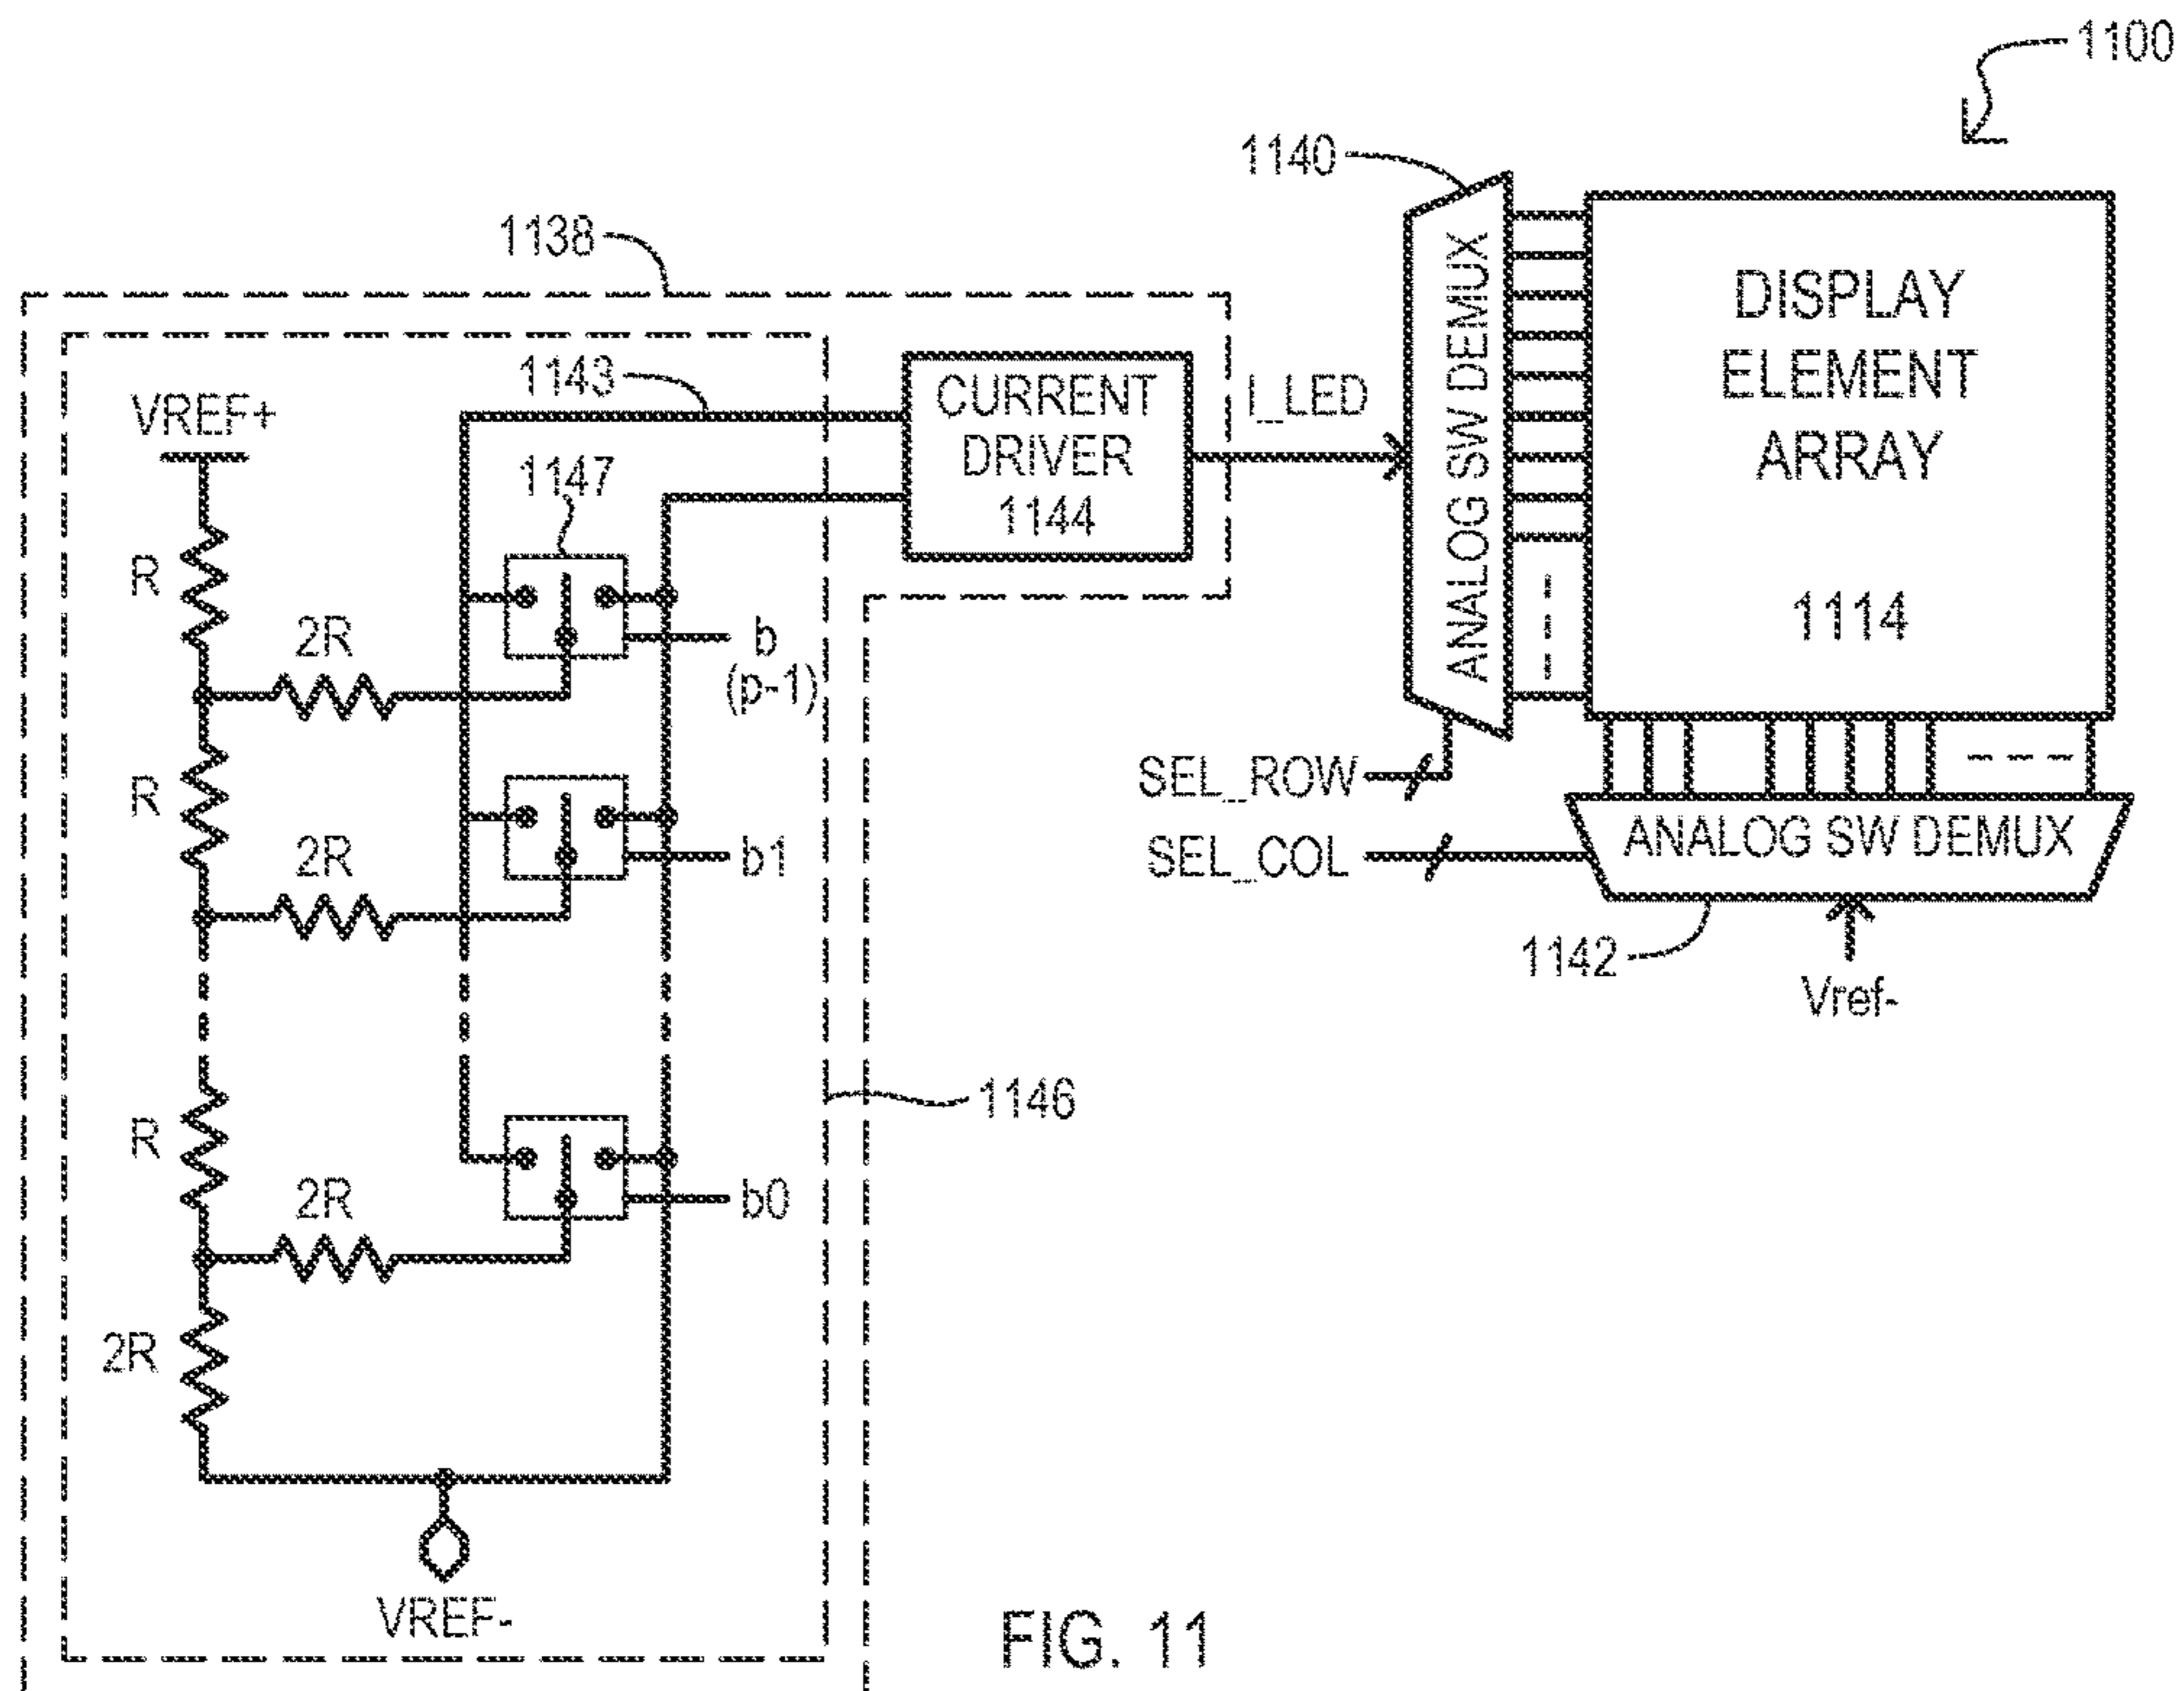 1100
1140
1138
1143
VREF+
CURRENT
DRIVER
1144
I_LED
ANALOG SW DEMUX
DISPLAY
ELEMENT
ARRAY
1114
1147
R
2R
b
(p-1)
SEL_ROW
R
2R
b1
SEL_COL
ANALOG SW DEMUX
1142
Vref-
1146
R
2R
b0
2R
VREF-
FIG. 11